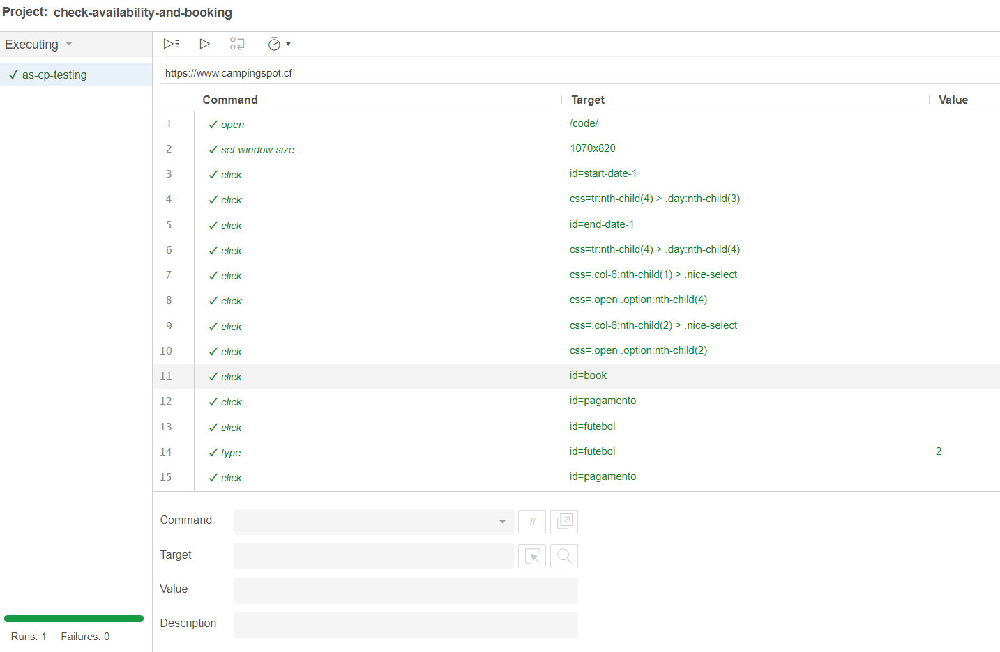 Project: check-availability-and-booking
Executing
✓ as-cp-testing
https://www.campingspot.cf
Command Target Value
1 ✓ open /code/
2 ✓ set window size 1070x820
3 ✓ click id=start-date-1
4 ✓ click css=tr:nth-child(4) > .day:nth-child(3)
5 ✓ click id=end-date-1
6 ✓ click css=tr:nth-child(4) > .day:nth-child(4)
7 ✓ click css=.col-6:nth-child(1) > .nice-select
8 ✓ click css=.open .option:nth-child(4)
9 ✓ click css=.col-6:nth-child(2) > .nice-select
10 ✓ click css=.open .option:nth-child(2)
11 ✓ click id=book
12 ✓ click id=pagamento
13 ✓ click id=futebol
14 ✓ type id=futebol 2
15 ✓ click id=pagamento
Command //
Target
Value
Description
Runs: 1 Failures: 0